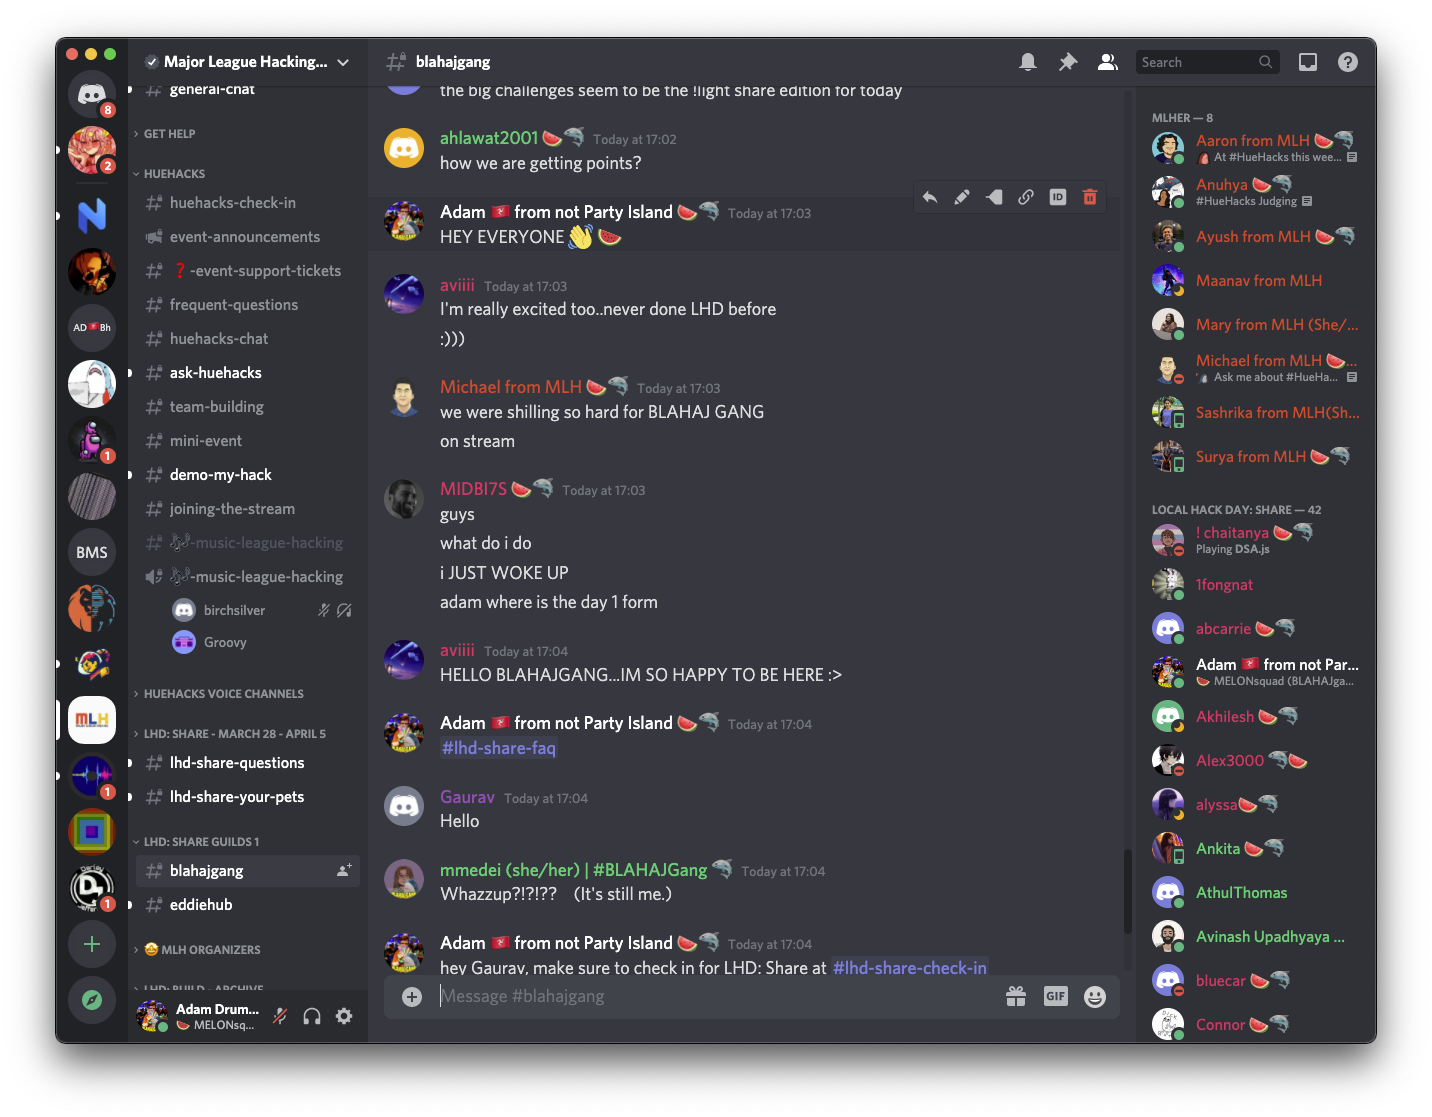 Major League Hacking...
general-chat
GET HELP
HUEHACKS
huehacks-check-in
event-announcements
❓-event-support-tickets
frequent-questions
huehacks-chat
ask-huehacks
team-building
mini-event
demo-my-hack
joining-the-stream
🎶-music-league-hacking
🎶-music-league-hacking
birchsilver
Groovy
HUEHACKS VOICE CHANNELS
LHD: SHARE - MARCH 28 - APRIL 5
lhd-share-questions
lhd-share-your-pets
LHD: SHARE GUILDS 1
blahajgang
eddiehub
🤩 MLH ORGANIZERS
LHD: BUILD - ARCHIVE
Adam Drum...
🍉 MELONsq...
8
2
AD🇮🇲Bh
1
BMS
MLH
1
1
blahajgang
Search
the big challenges seem to be the !light share edition for today
ahlawat2001 🍉🐬 Today at 17:02
how we are getting points?
Adam 🇮🇲 from not Party Island 🍉🐬 Today at 17:03
HEY EVERYONE 👋 🍉
ID
aviiii Today at 17:03
I'm really excited too..never done LHD before
:)))
Michael from MLH 🍉🐬 Today at 17:03
we were shilling so hard for BLAHAJ GANG
on stream
MIDBI7S 🍉🐬 Today at 17:03
guys
what do i do
i JUST WOKE UP
adam where is the day 1 form
aviiii Today at 17:04
HELLO BLAHAJGANG...IM SO HAPPY TO BE HERE :>
Adam 🇮🇲 from not Party Island 🍉🐬 Today at 17:04
#lhd-share-faq
Gaurav Today at 17:04
Hello
mmedei (she/her) | #BLAHAJGang 🐬 Today at 17:04
Whazzup?!?!?? (It's still me.)
Adam 🇮🇲 from not Party Island 🍉🐬 Today at 17:04
hey Gaurav, make sure to check in for LHD: Share at #lhd-share-check-in
Message #blahajgang
GIF
MLHER — 8
Aaron from MLH 🍉🐬
At #HueHacks this wee...
Anuhya 🍉🐬
#HueHacks Judging
Ayush from MLH 🍉🐬
Maanav from MLH
Mary from MLH (She/...
Michael from MLH 🍉...
Ask me about #HueHa...
Sashrika from MLH(Sh...
Surya from MLH 🍉🐬
LOCAL HACK DAY: SHARE — 42
! chaitanya 🍉🐬
Playing DSA.js
1fongnat
abcarrie 🍉🐬
Adam 🇮🇲 from not Par...
🍉 MELONsquad (BLAHAJga...
Akhilesh 🍉🐬
Alex3000 🐬🍉
alyssa🍉🐬
Ankita 🍉🐬
AthulThomas
Avinash Upadhyaya ...
bluecar 🍉🐬
Connor 🍉🐬